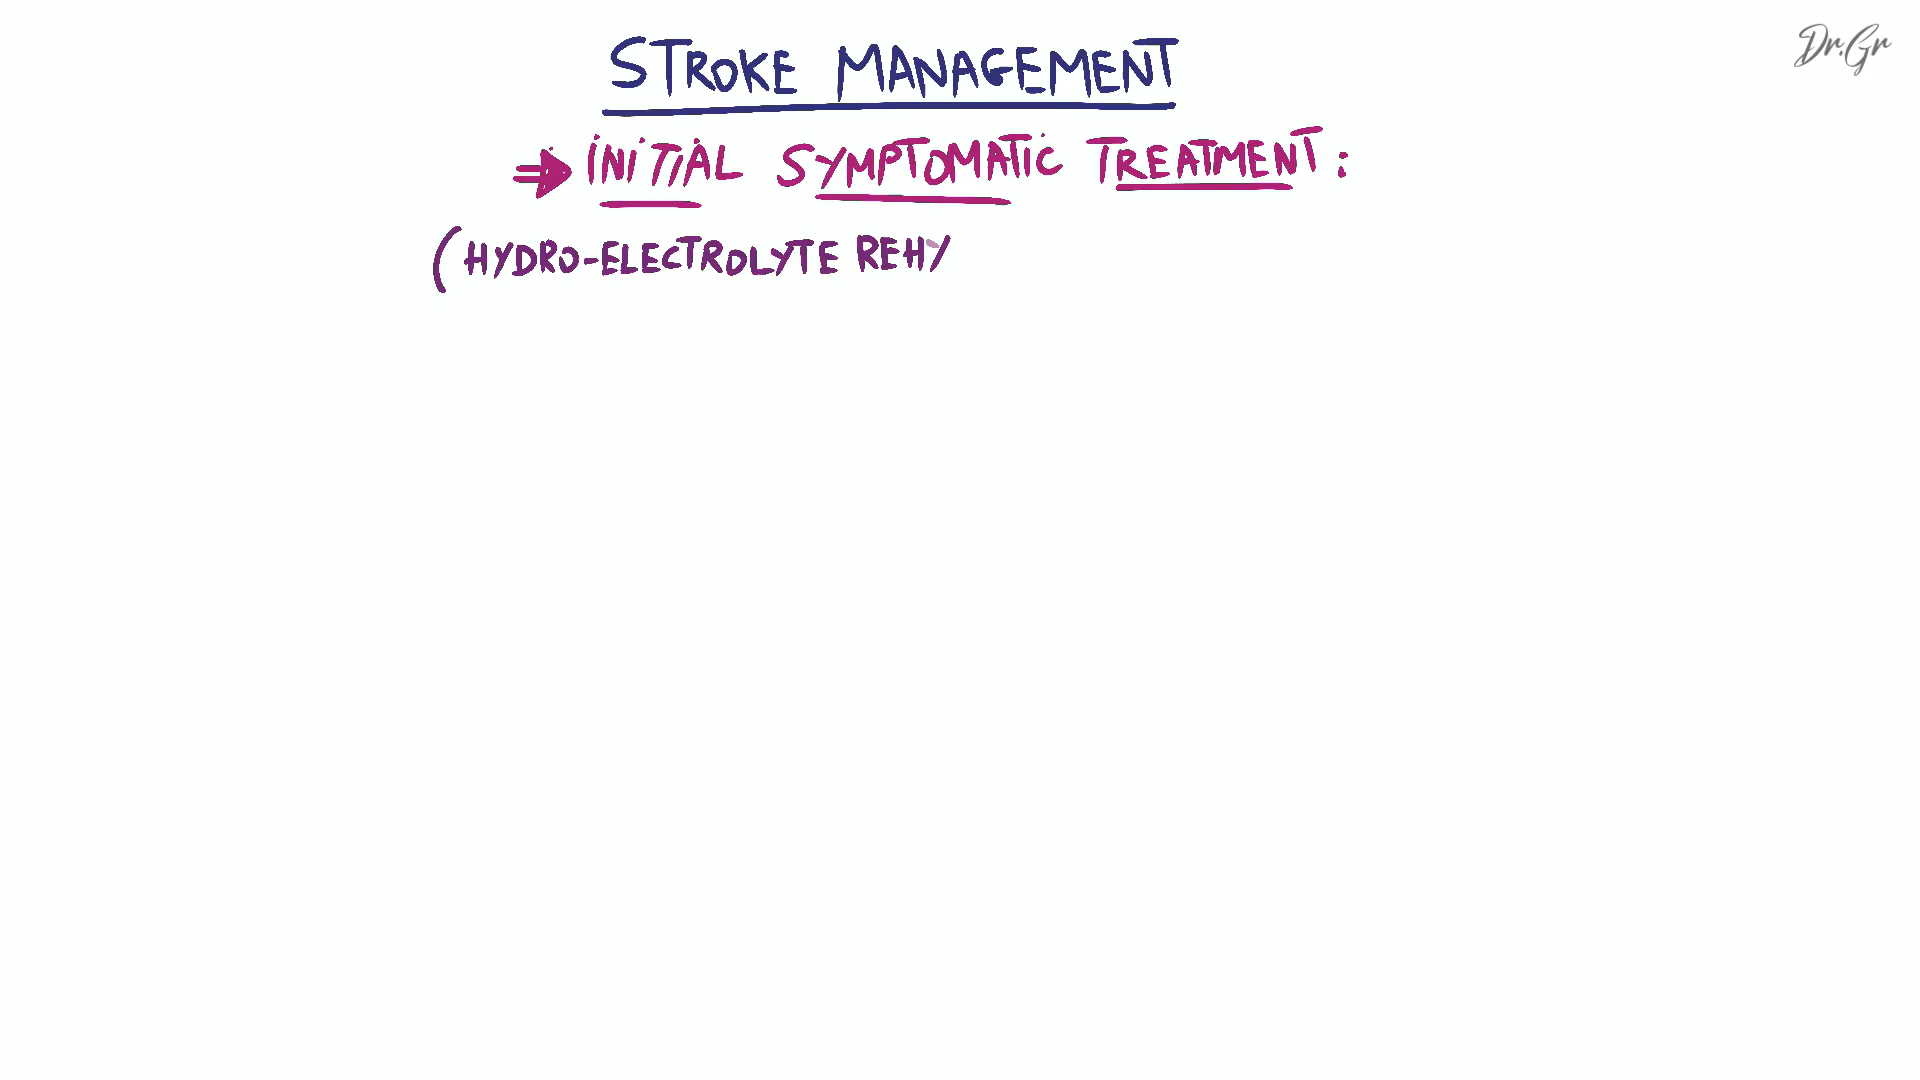 STROKE MANAGEMENT
Dr.Gr
⇒ INITIAL SYMPTOMATIC TREATMENT:
(HYDRO-ELECTROLYTE REHY